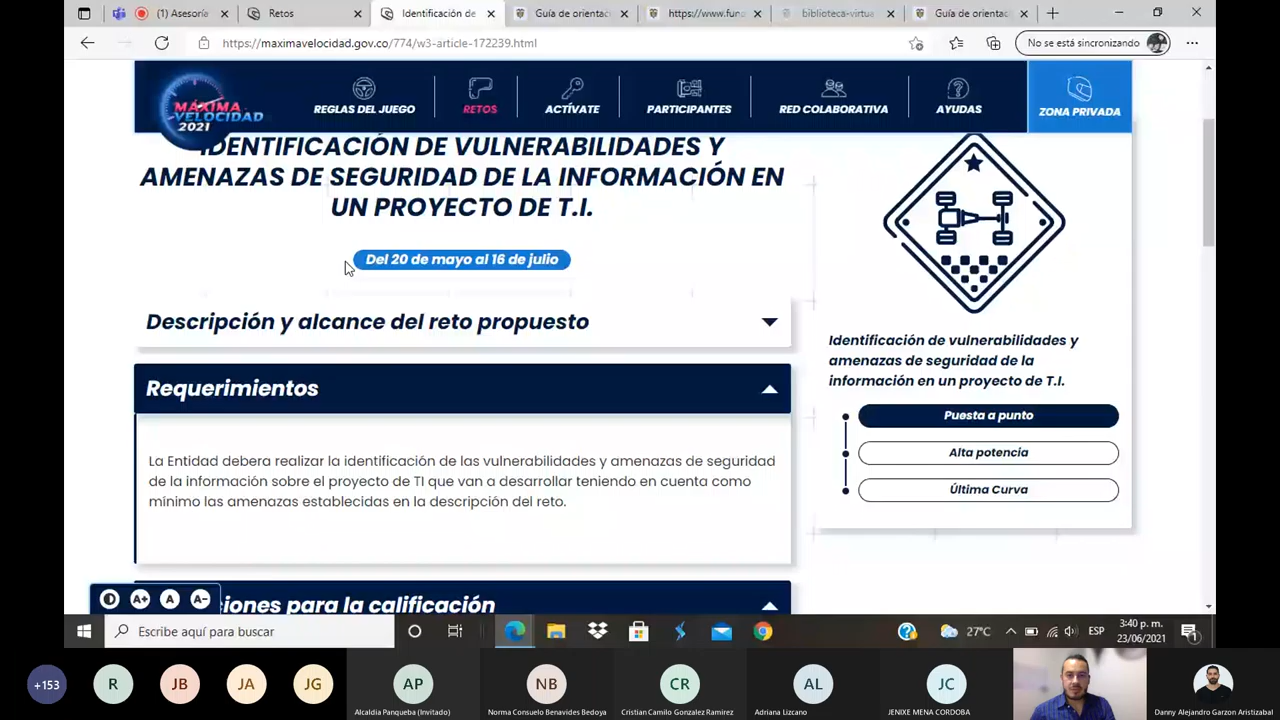 (1) Asesoría
Retos
Identificación de
Guía de orientac
https://www.funa
biblioteca-virtua
Guía de orientac
https://maximavelocidad.gov.co/774/w3-article-172239.html
No se está sincronizando
MÁXIMA
VELOCIDAD
2021
REGLAS DEL JUEGO
RETOS
ACTÍVATE
PARTICIPANTES
RED COLABORATIVA
AYUDAS
ZONA PRIVADA
IDENTIFICACIÓN DE VULNERABILIDADES Y
AMENAZAS DE SEGURIDAD DE LA INFORMACIÓN EN
UN PROYECTO DE T.I.
Del 20 de mayo al 16 de julio
Descripción y alcance del reto propuesto
Requerimientos
La Entidad debera realizar la identificación de las vulnerabilidades y amenazas de seguridad
de la información sobre el proyecto de TI que van a desarrollar teniendo en cuenta como
mínimo las amenazas establecidas en la descripción del reto.
ciones para la calificación
Identificación de vulnerabilidades y
amenazas de seguridad de la
información en un proyecto de T.I.
Puesta a punto
Alta potencia
Última Curva
A+ A A-
Escribe aquí para buscar
27°C
ESP
3:40 p. m.
23/06/2021
1
+153
R
JB
JA
JG
AP
Alcaldia Panqueba (Invitado)
NB
Norma Consuelo Benavides Bedoya
CR
Cristian Camilo Gonzalez Ramirez
AL
Adriana Lizcano
JC
JENIXE MENA CORDOBA
Danny Alejandro Garzon Aristizabal